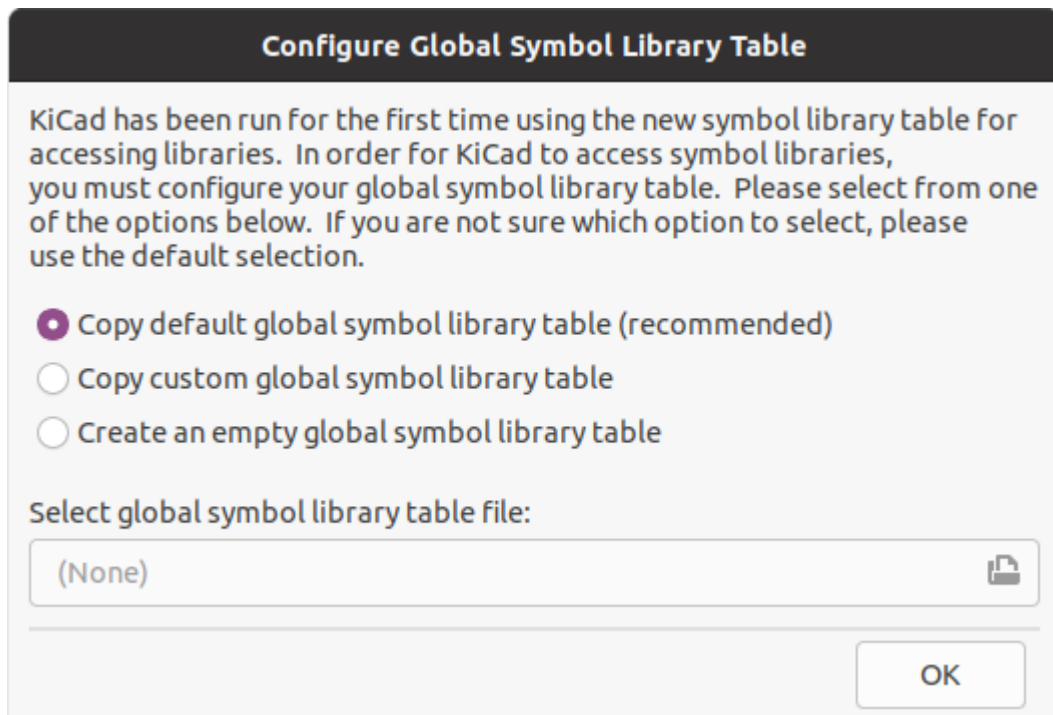 Configure Global Symbol Library Table
KiCad has been run for the first time using the new symbol library table for
accessing libraries.  In order for KiCad to access symbol libraries,
you must configure your global symbol library table.  Please select from one
of the options below.  If you are not sure which option to select, please
use the default selection.
Copy default global symbol library table (recommended)
Copy custom global symbol library table
Create an empty global symbol library table
Select global symbol library table file:
(None)
OK